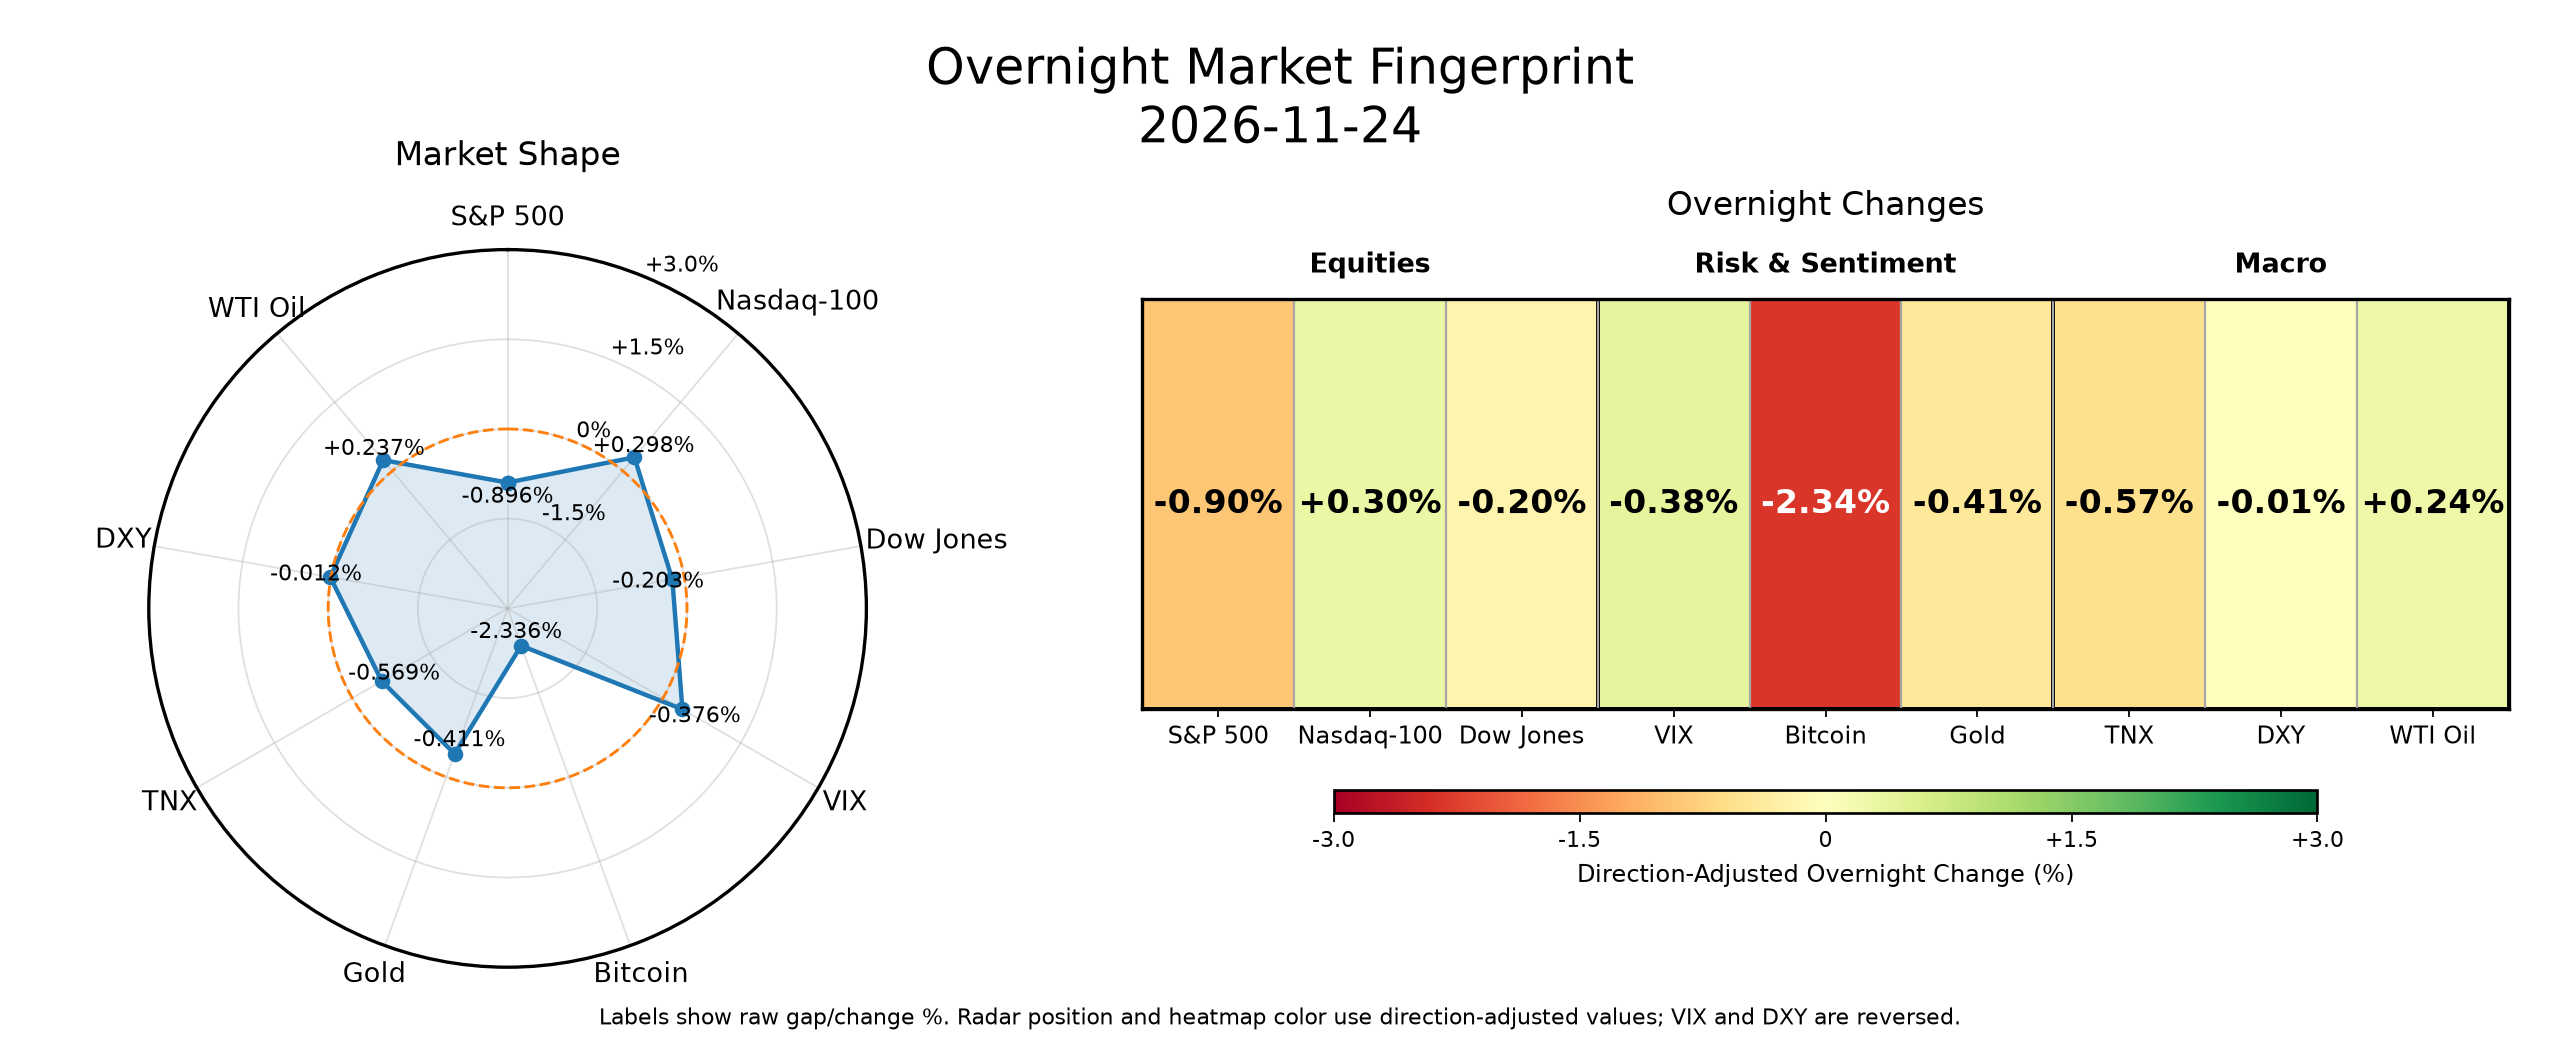 Overnight Market Fingerprint
2026-11-24
Market Shape
S&P 500
+3.0%
Nasdaq-100
WTI Oil
+1.5%
0%
+0.298%
+0.237%
-0.896%
-1.5%
DXY
Dow Jones
-0.012%
-0.203%
-2.336%
-0.569%
-0.376%
-0.411%
TNX
VIX
Gold
Bitcoin
Overnight Changes
Equities Risk & Sentiment Macro
-0.90% +0.30% -0.20% -0.38% -2.34% -0.41% -0.57% -0.01% +0.24%
S&P 500 Nasdaq-100 Dow Jones VIX Bitcoin Gold TNX DXY WTI Oil
-3.0 -1.5 0 +1.5 +3.0
Direction-Adjusted Overnight Change (%)
Labels show raw gap/change %. Radar position and heatmap color use direction-adjusted values; VIX and DXY are reversed.